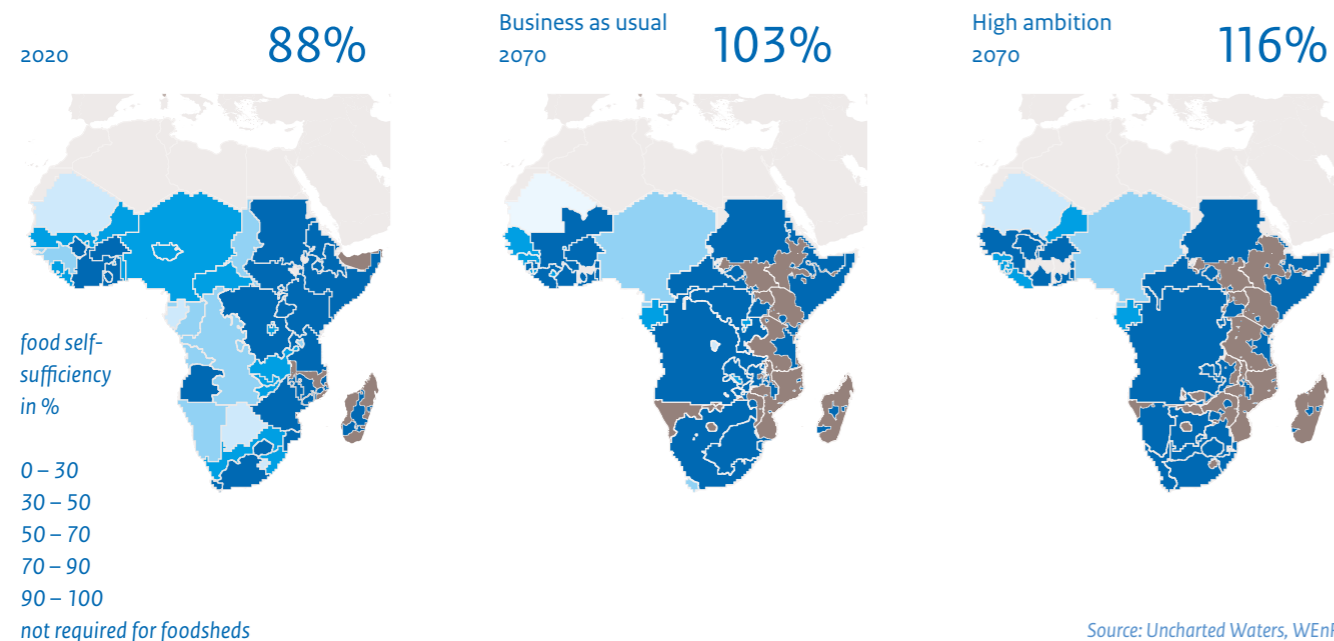 2020
88%
Business as usual
2070
103%
High ambition
2070
116%
food self-
sufficiency
in %
0 – 30
30 – 50
50 – 70
70 – 90
90 – 100
not required for foodsheds
Source: Uncharted Waters, WEnR